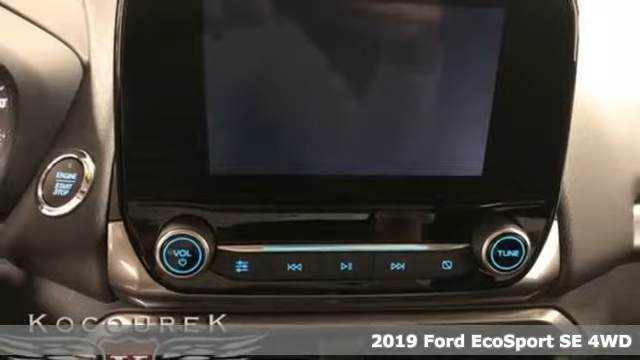 ENGINE
START
STOP
VOL
TUNE
KOCOUREK
2019 Ford EcoSport SE 4WD